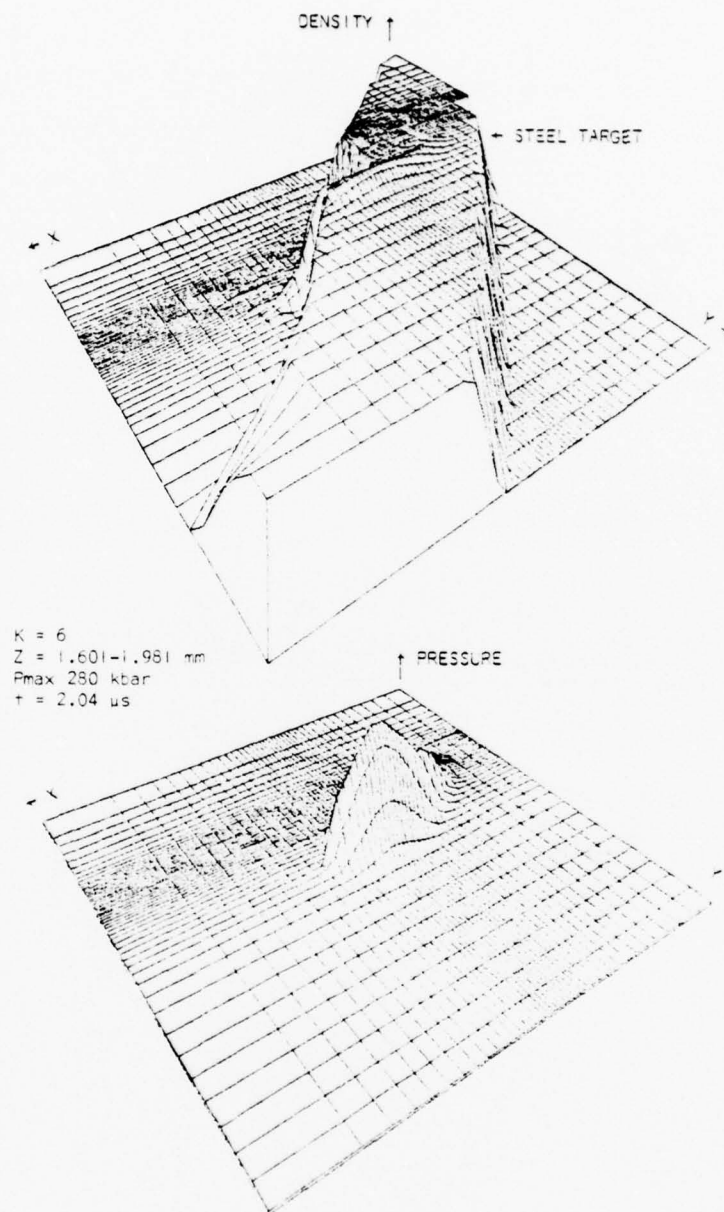 DENSITY ↑
← STEEL TARGET
← X
Y
K = 6
Z = 1.601-1.981 mm
Pmax 280 kbar
t = 2.04 µs
↑ PRESSURE
← X